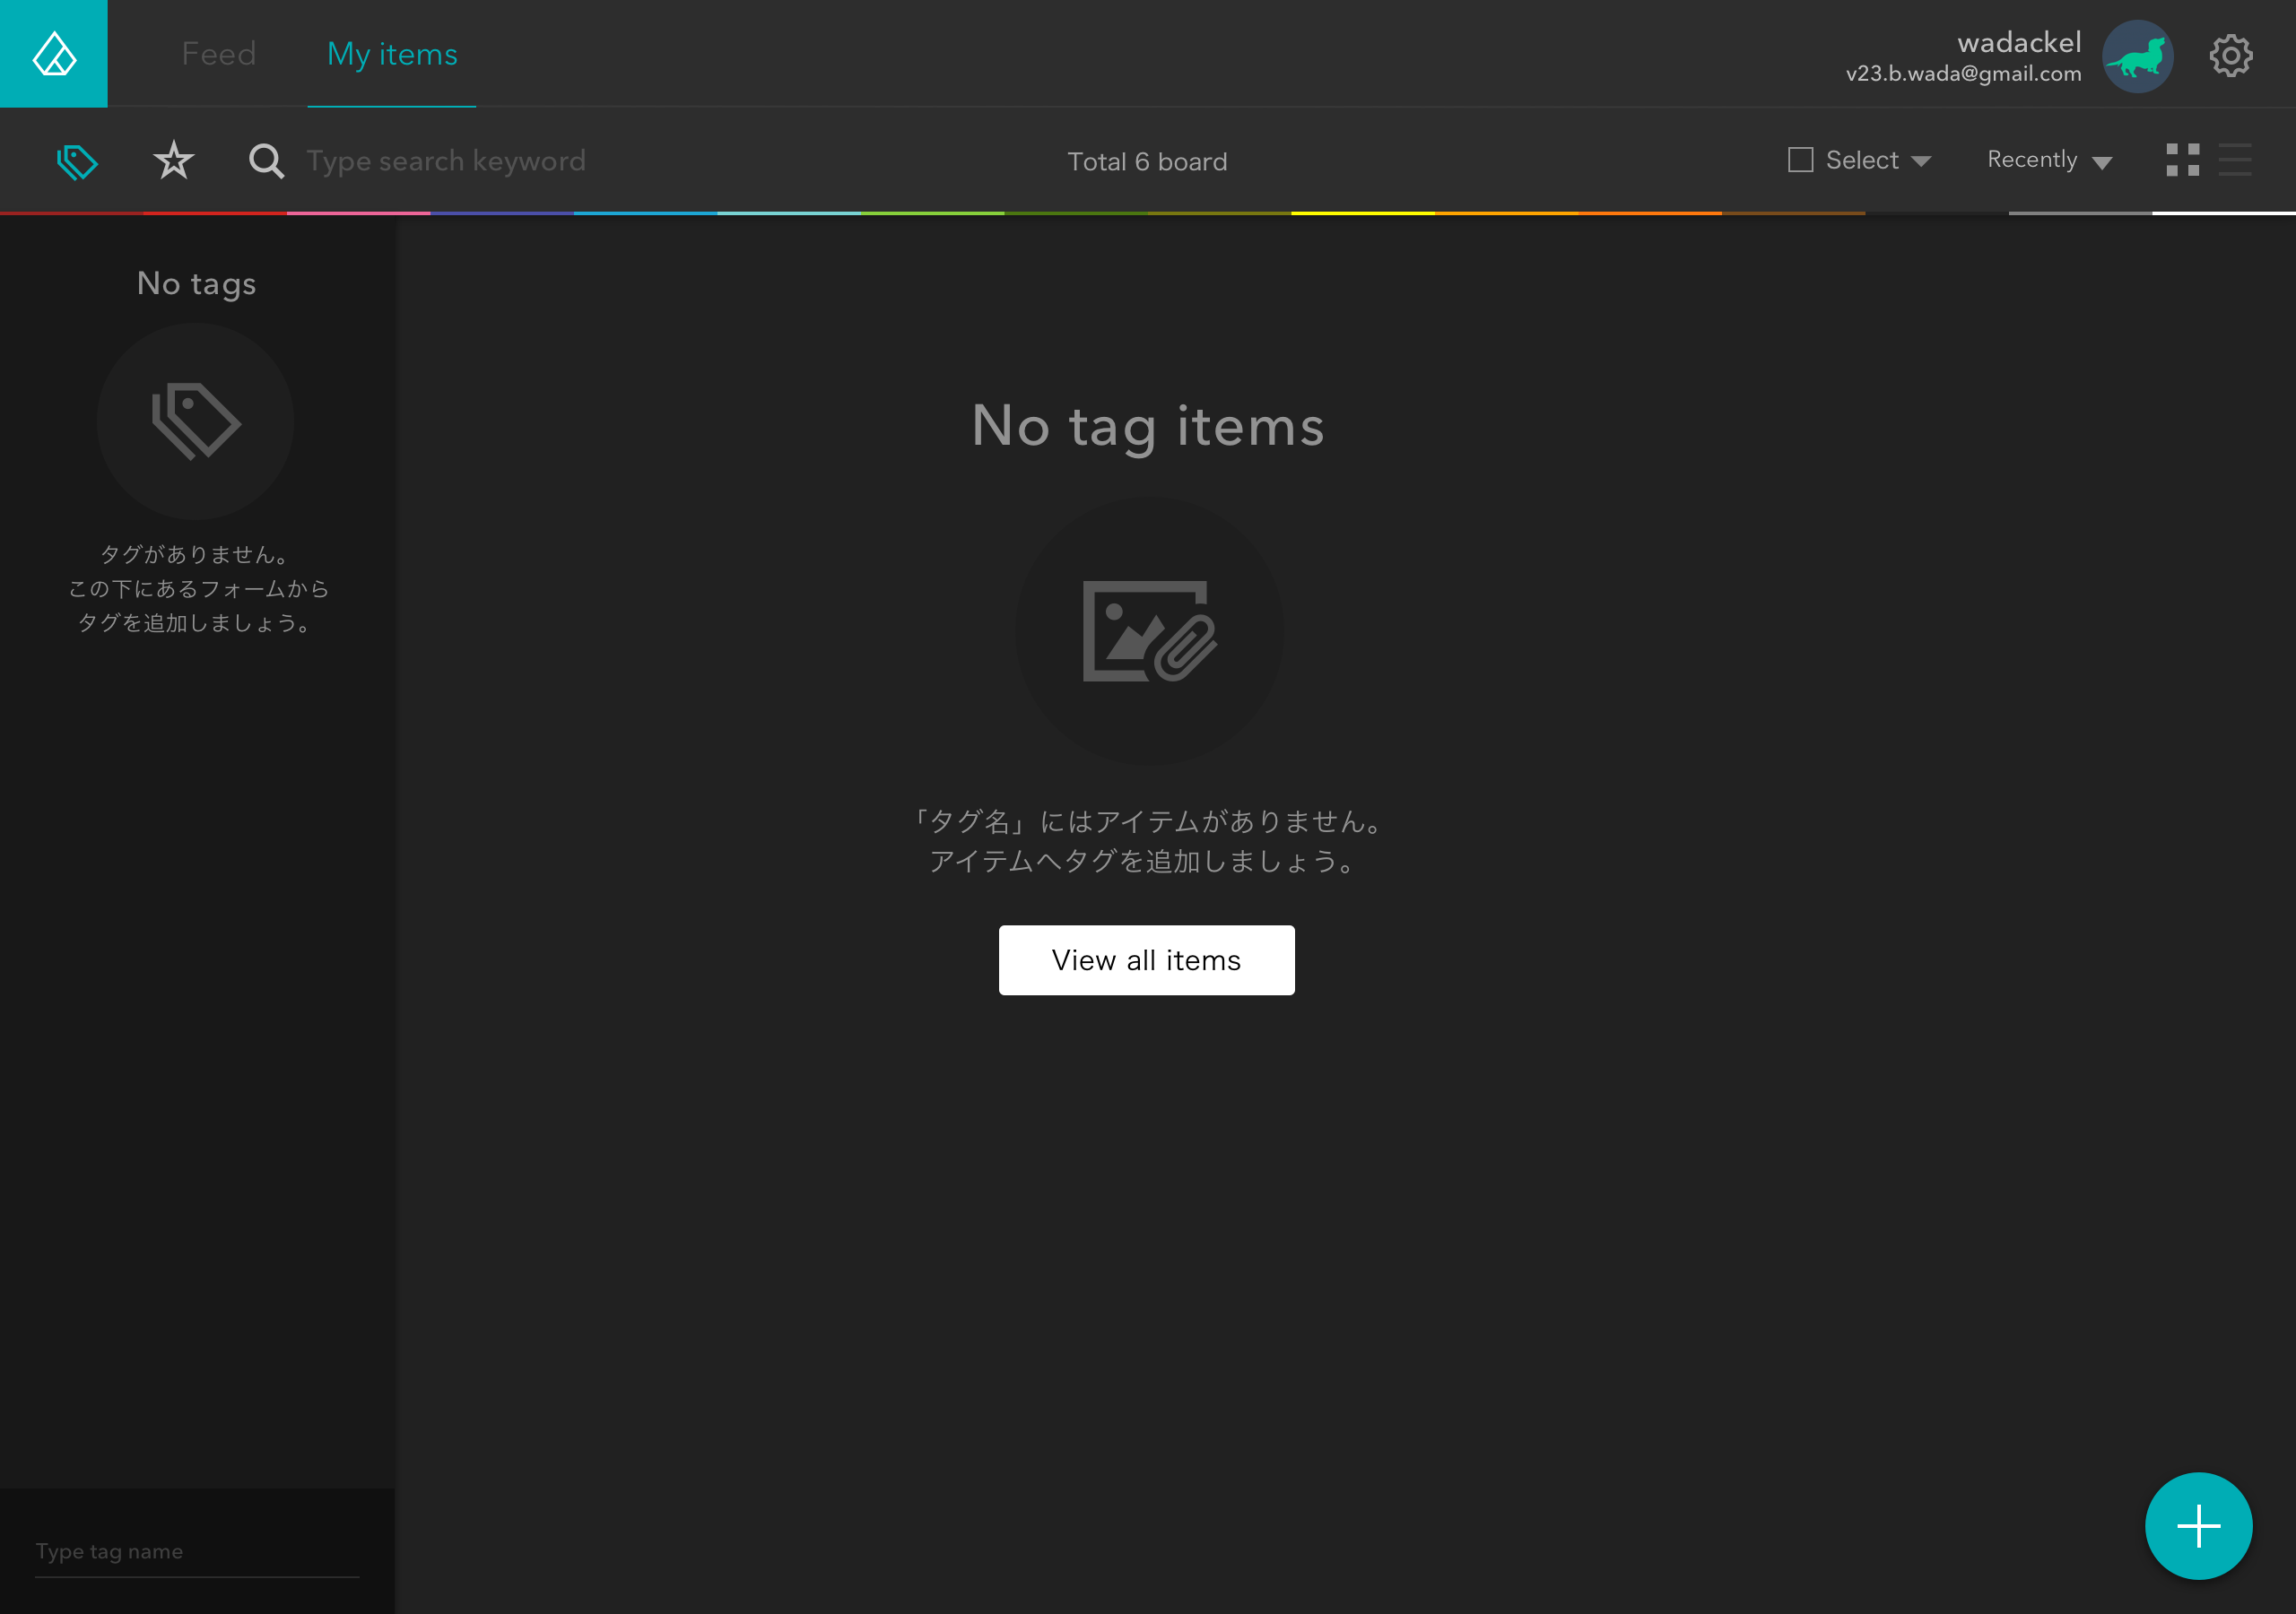 Feed
My items
wadackel
v23.b.wada@gmail.com
Type search keyword
Total 6 board
Select
Recently
No tags
タグがありません。
この下にあるフォームから
タグを追加しましょう。
No tag items
「タグ名」にはアイテムがありません。
アイテムへタグを追加しましょう。
View all items
Type tag name